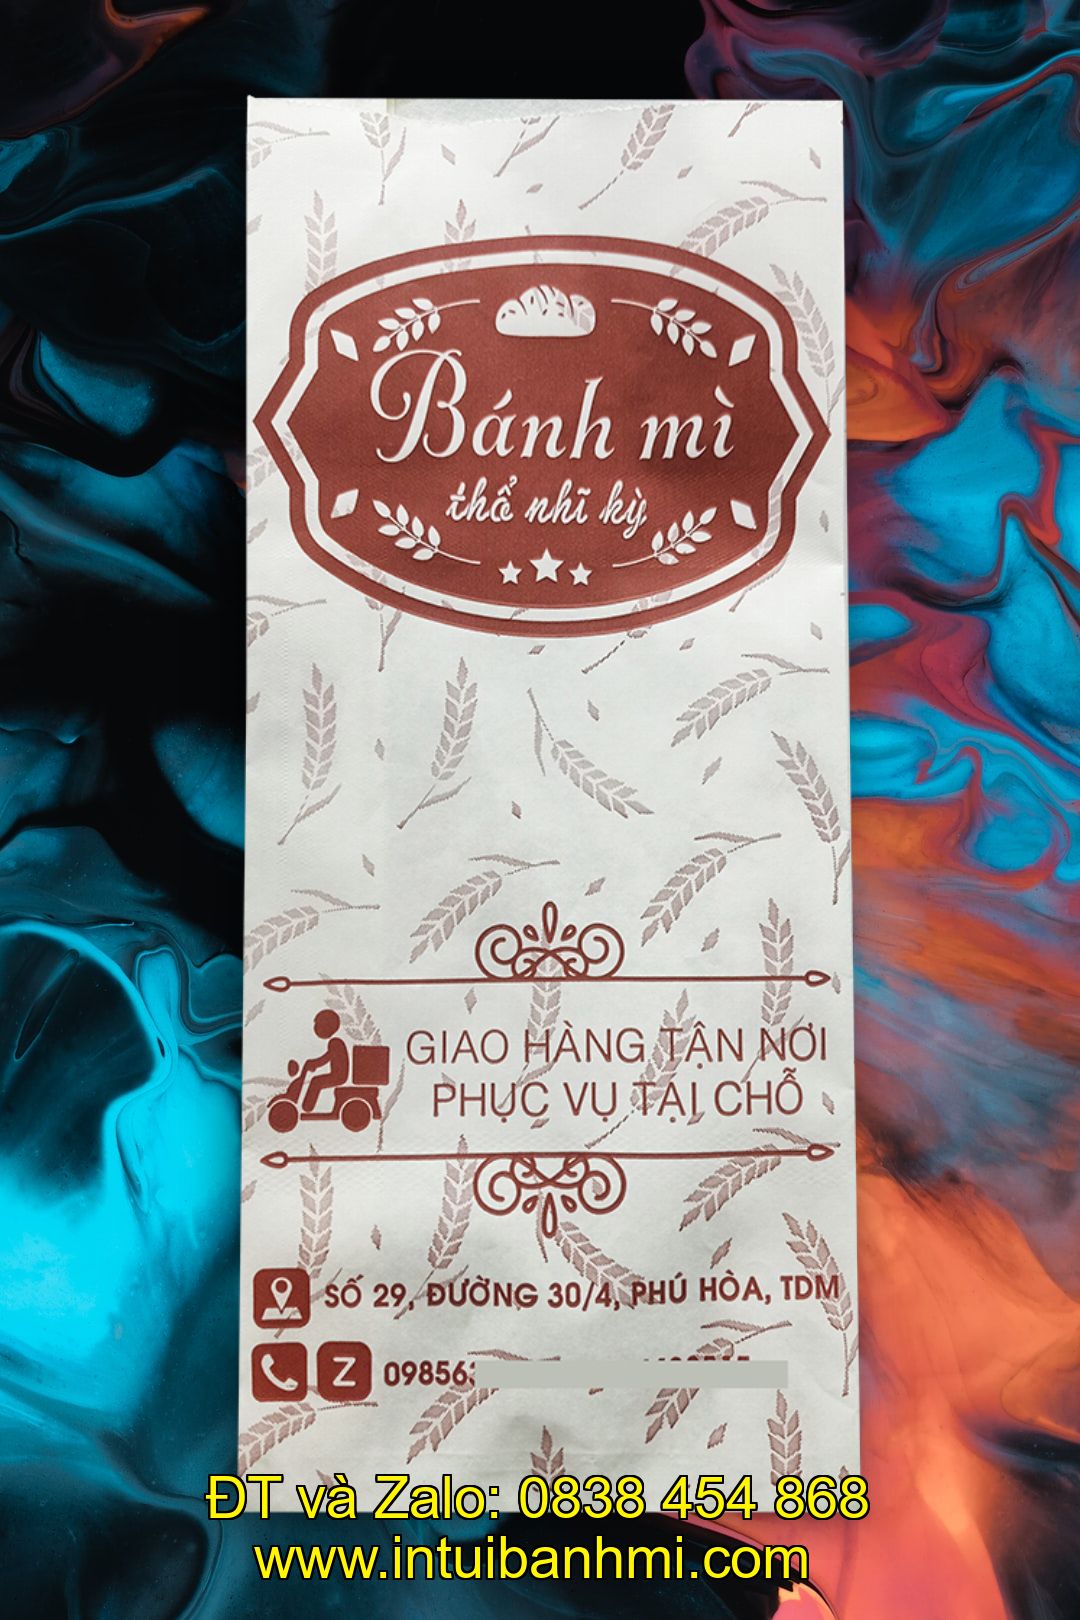 Bánh mì
thổ nhĩ kỳ
GIAO HÀNG TẬN NƠI
PHỤC VỤ TẠI CHỖ
SỐ 29, ĐƯỜNG 30/4, PHÚ HÒA, TDM
Z 09856
ĐT và Zalo: 0838 454 868
www.intuibanhmi.com